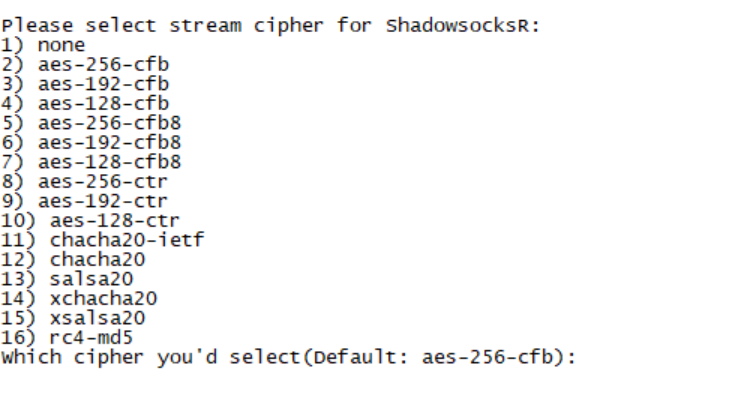 Please select stream cipher for ShadowsocksR:
1) none
2) aes-256-cfb
3) aes-192-cfb
4) aes-128-cfb
5) aes-256-cfb8
6) aes-192-cfb8
7) aes-128-cfb8
8) aes-256-ctr
9) aes-192-ctr
10) aes-128-ctr
11) chacha20-ietf
12) chacha20
13) salsa20
14) xchacha20
15) xsalsa20
16) rc4-md5
Which cipher you'd select(Default: aes-256-cfb):